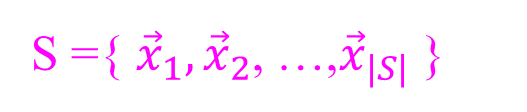 S ={ x⃗₁, x⃗₂, …,x⃗|S| }